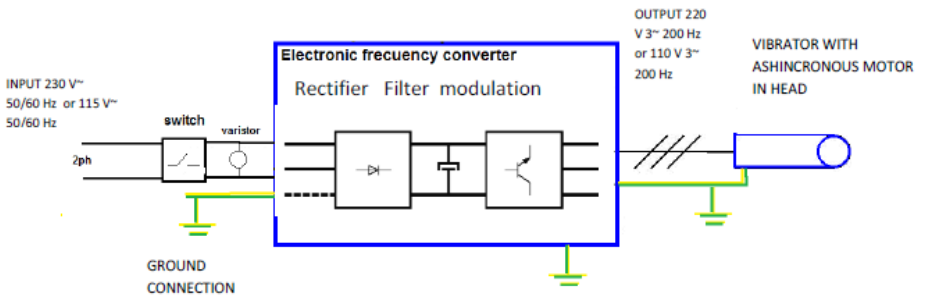 OUTPUT 220
V 3~ 200 Hz
or 110 V 3~
200 Hz
VIBRATOR WITH
ASHINCRONOUS MOTOR
IN HEAD
Electronic frecuency converter
Rectifier Filter modulation
INPUT 230 V~
50/60 Hz or 115 V~
50/60 Hz
switch
varistor
2ph
GROUND
CONNECTION